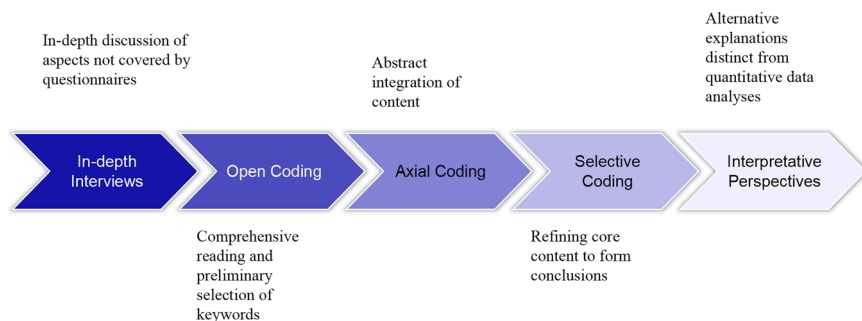 In-depth discussion of
aspects not covered by
questionnaires
Abstract
integration of
content
Alternative
explanations
distinct from
quantitative data
analyses
In-depth
Interviews
Open Coding
Axial Coding
Selective
Coding
Interpretative
Perspectives
Comprehensive
reading and
preliminary
selection of
keywords
Refining core
content to form
conclusions